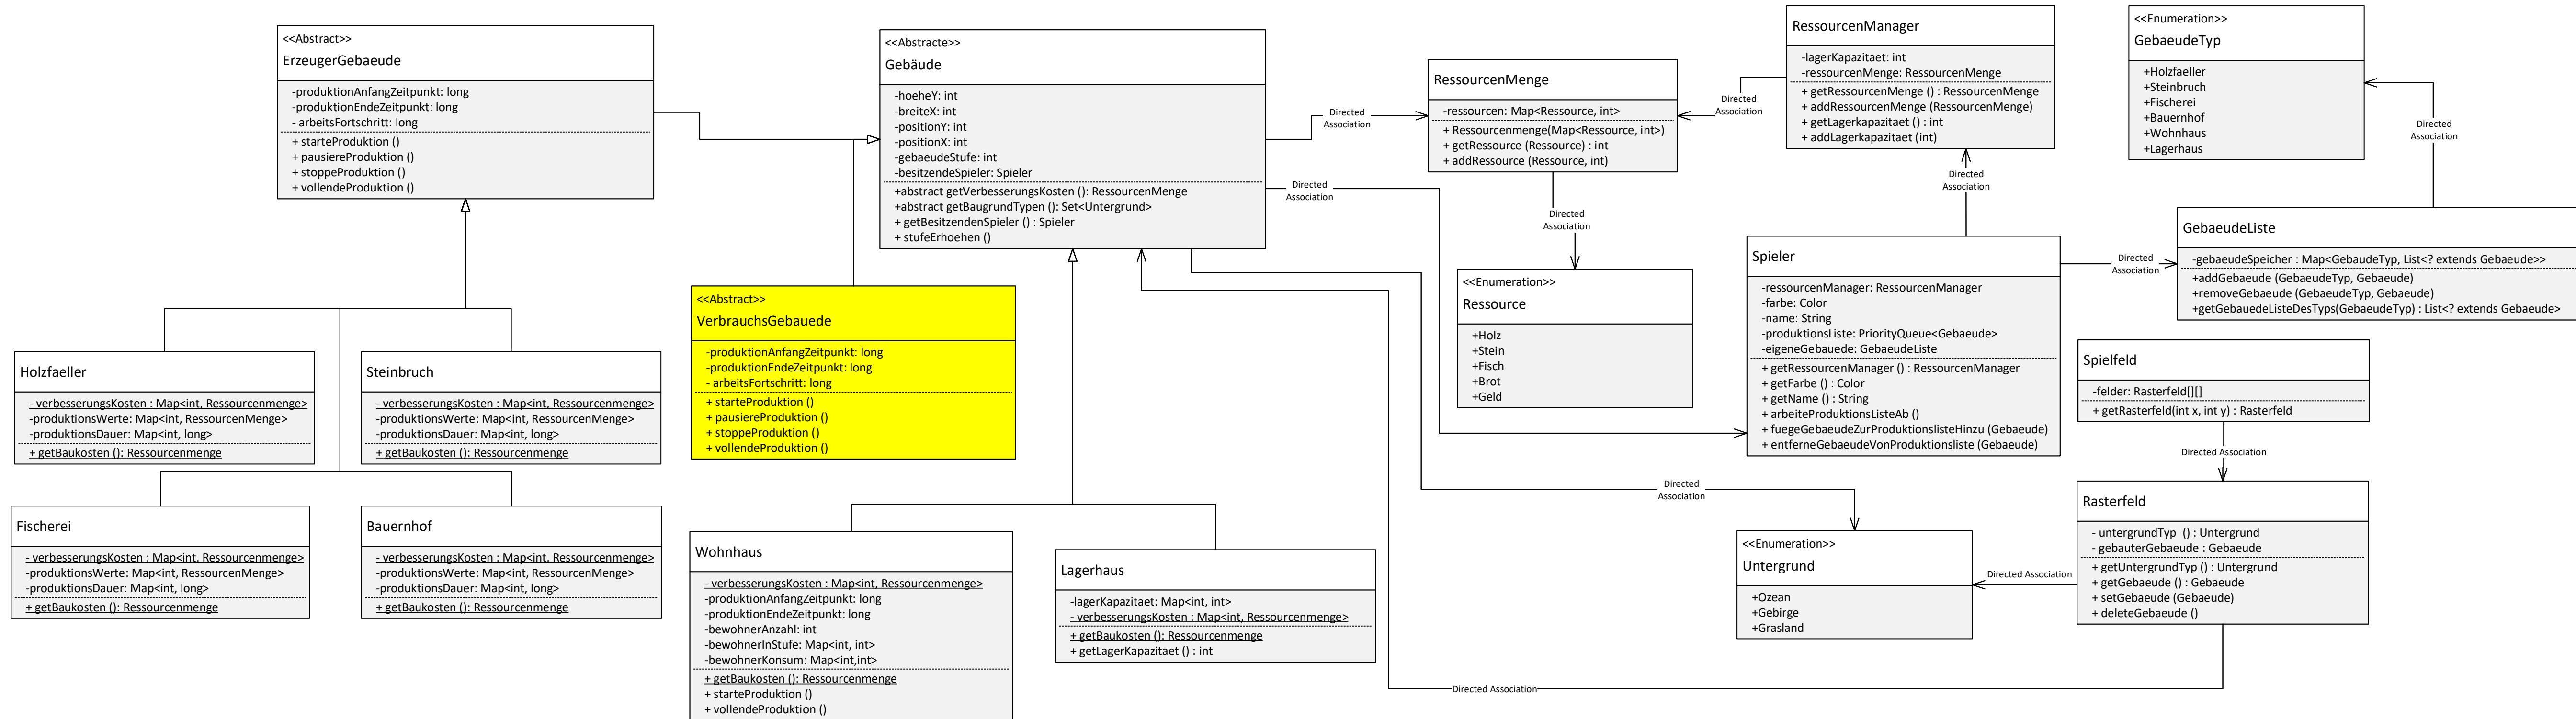 <<Abstract>>
ErzeugerGebaeude
-produktionAnfangZeitpunkt: long
-produktionEndeZeitpunkt: long
- arbeitsFortschritt: long
+ starteProduktion ()
+ pausiereProduktion ()
+ stoppeProduktion ()
+ vollendeProduktion ()
<<Abstracte>>
Gebäude
-hoeheY: int
-breiteX: int
-positionY: int
-positionX: int
-gebaeudeStufe: int
-besitzendeSpieler: Spieler
+abstract getVerbesserungsKosten (): RessourcenMenge
+abstract getBaugrundTypen (): Set<Untergrund>
+ getBesitzendenSpieler () : Spieler
+ stufeErhoehen ()
Directed
Association
Directed
Association
RessourcenMenge
-ressourcen: Map<Ressource, int>
+ Ressourcenmenge(Map<Ressource, int>)
+ getRessource (Ressource) : int
+ addRessource (Ressource, int)
Directed
Association
RessourcenManager
-lagerKapazitaet: int
-ressourcenMenge: RessourcenMenge
+ getRessourcenMenge () : RessourcenMenge
+ addRessourcenMenge (RessourcenMenge)
+ getLagerkapazitaet () : int
+ addLagerkapazitaet (int)
<<Enumeration>>
GebaeudeTyp
+Holzfaeller
+Steinbruch
+Fischerei
+Bauernhof
+Wohnhaus
+Lagerhaus
Directed
Association
Directed
Association
Directed
Association
GebaeudeListe
-gebaeudeSpeicher : Map<GebaudeTyp, List<? extends Gebaeude>>
+addGebaeude (GebaeudeTyp, Gebaeude)
+removeGebaeude (GebaeudeTyp, Gebaeude)
+getGebauedeListeDesTyps(GebaeudeTyp) : List<? extends Gebaeude>
Spieler
-ressourcenManager: RessourcenManager
-farbe: Color
-name: String
-produktionsListe: PriorityQueue<Gebaeude>
-eigeneGebauede: GebaeudeListe
+ getRessourcenManager () : RessourcenManager
+ getFarbe () : Color
+ getName () : String
+ arbeiteProduktionsListeAb ()
+ fuegeGebaeudeZurProduktionslisteHinzu (Gebaeude)
+ entferneGebaeudeVonProduktionsliste (Gebaeude)
Directed
Association
<<Enumeration>>
Ressource
+Holz
+Stein
+Fisch
+Brot
+Geld
<<Abstract>>
VerbrauchsGebauede
-produktionAnfangZeitpunkt: long
-produktionEndeZeitpunkt: long
- arbeitsFortschritt: long
+ starteProduktion ()
+ pausiereProduktion ()
+ stoppeProduktion ()
+ vollendeProduktion ()
Spielfeld
-felder: Rasterfeld[][]
+ getRasterfeld(int x, int y) : Rasterfeld
Directed Association
Holzfaeller
- verbesserungsKosten : Map<int, Ressourcenmenge>
-produktionsWerte: Map<int, RessourcenMenge>
-produktionsDauer: Map<int, long>
+ getBaukosten (): Ressourcenmenge
Steinbruch
- verbesserungsKosten : Map<int, Ressourcenmenge>
-produktionsWerte: Map<int, RessourcenMenge>
-produktionsDauer: Map<int, long>
+ getBaukosten (): Ressourcenmenge
Fischerei
- verbesserungsKosten : Map<int, Ressourcenmenge>
-produktionsWerte: Map<int, RessourcenMenge>
-produktionsDauer: Map<int, long>
+ getBaukosten (): Ressourcenmenge
Bauernhof
- verbesserungsKosten : Map<int, Ressourcenmenge>
-produktionsWerte: Map<int, RessourcenMenge>
-produktionsDauer: Map<int, long>
+ getBaukosten (): Ressourcenmenge
Wohnhaus
- verbesserungsKosten : Map<int, Ressourcenmenge>
-produktionAnfangZeitpunkt: long
-produktionEndeZeitpunkt: long
-bewohnerAnzahl: int
-bewohnerInStufe: Map<int, int>
-bewohnerKonsum: Map<int,int>
+ getBaukosten (): Ressourcenmenge
+ starteProduktion ()
+ vollendeProduktion ()
Lagerhaus
-lagerKapazitaet: Map<int, int>
- verbesserungsKosten : Map<int, Ressourcenmenge>
+ getBaukosten (): Ressourcenmenge
+ getLagerKapazitaet () : int
Directed
Association
<<Enumeration>>
Untergrund
+Ozean
+Gebirge
+Grasland
Directed Association
Rasterfeld
- untergrundTyp () : Untergrund
- gebauterGebaeude : Gebaeude
+ getUntergrundTyp () : Untergrund
+ getGebaeude () : Gebaeude
+ setGebaeude (Gebaeude)
+ deleteGebaeude ()
Directed Association